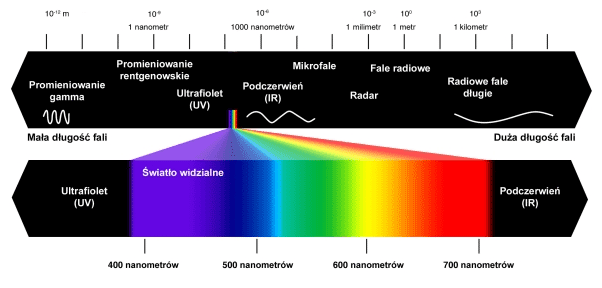 10⁻¹² m 10⁻⁹ 10⁻⁶ 10⁻³ 10⁰ 10³
1 nanometr 1000 nanometrów 1 milimetr 1 metr 1 kilometr
Promieniowanie
gamma
Promieniowanie
rentgenowskie
Ultrafiolet
(UV)
Podczerwień
(IR)
Mikrofale
Radar
Fale radiowe
Radiowe fale
długie
Mała długość fali
Duża długość fali
Ultrafiolet
(UV)
Światło widzialne
Podczerwień
(IR)
400 nanometrów 500 nanometrów 600 nanometrów 700 nanometrów